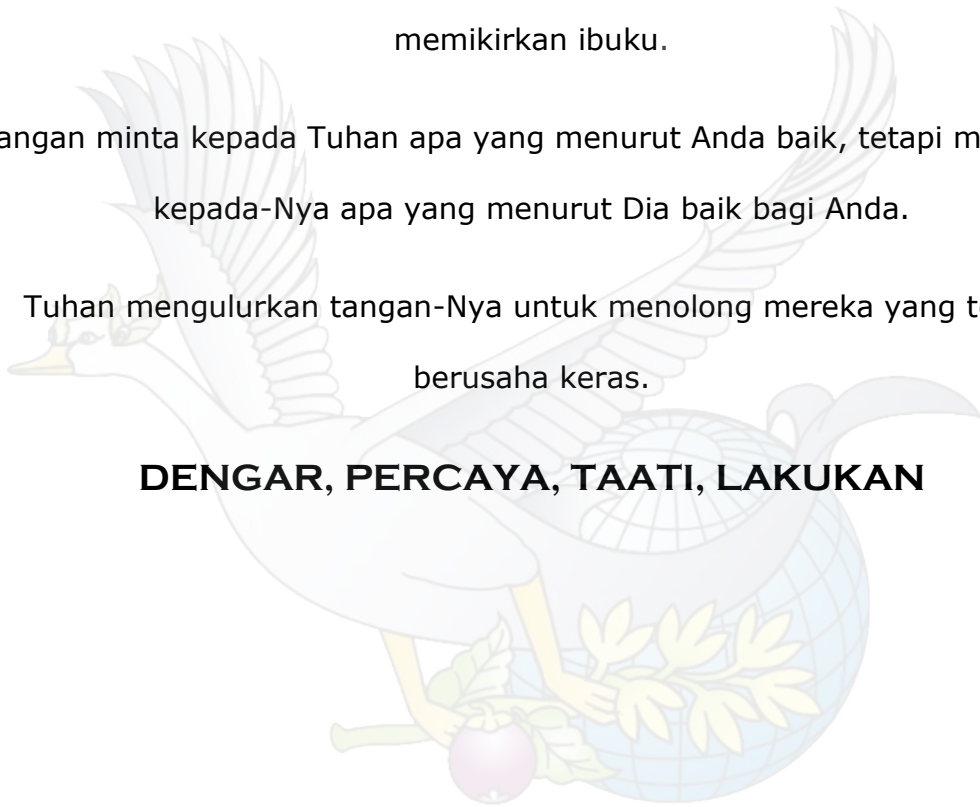 memikirkan ibuku.
angan minta kepada Tuhan apa yang menurut Anda baik, tetapi m
kepada-Nya apa yang menurut Dia baik bagi Anda.
Tuhan mengulurkan tangan-Nya untuk menolong mereka yang t
berusaha keras.
DENGAR, PERCAYA, TAATI, LAKUKAN